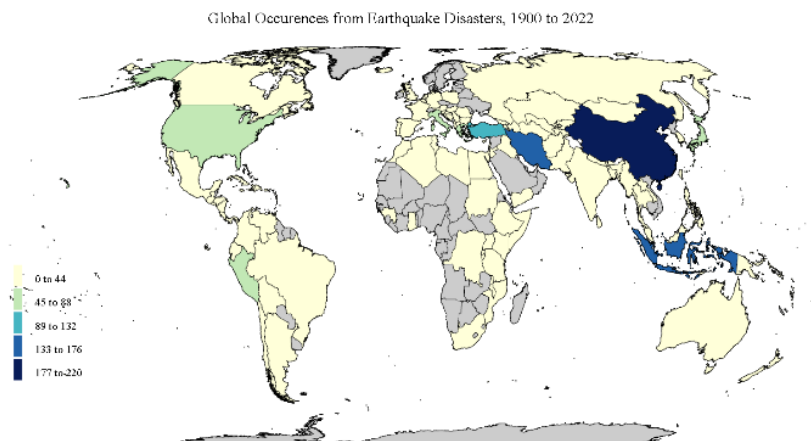 Global Occurences from Earthquake Disasters, 1900 to 2022
0 to 44
45 to 88
89 to 132
133 to 176
177 to 220